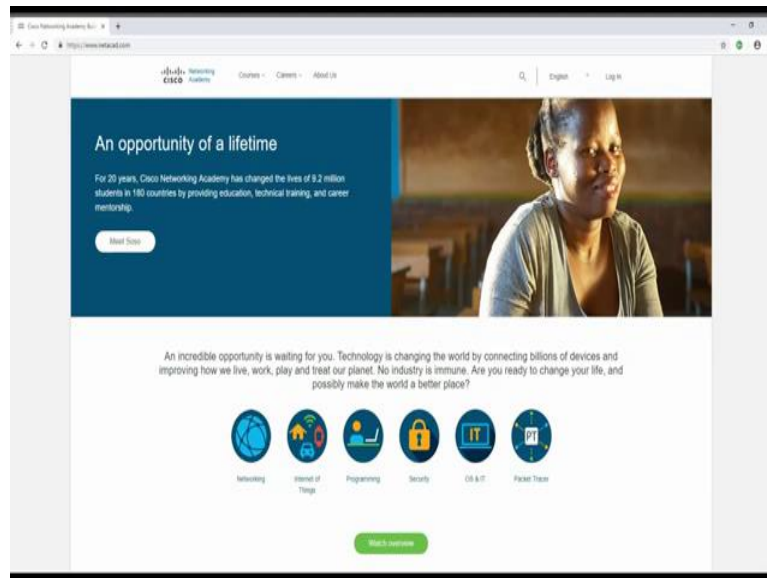 Cisco Networking Academy Buil
https://www.netacad.com
CISCO Networking Academy
Courses
Careers
About Us
English
Log In
An opportunity of a lifetime
For 20 years, Cisco Networking Academy has changed the lives of 9.2 million
students in 180 countries by providing education, technical training, and career
mentorship.
Meet Soso
An incredible opportunity is waiting for you. Technology is changing the world by connecting billions of devices and
improving how we live, work, play and treat our planet. No industry is immune. Are you ready to change your life, and
possibly make the world a better place?
IT
PT
Networking
Internet of
Things
Programming
Security
OS & IT
Packet Tracer
Watch overview